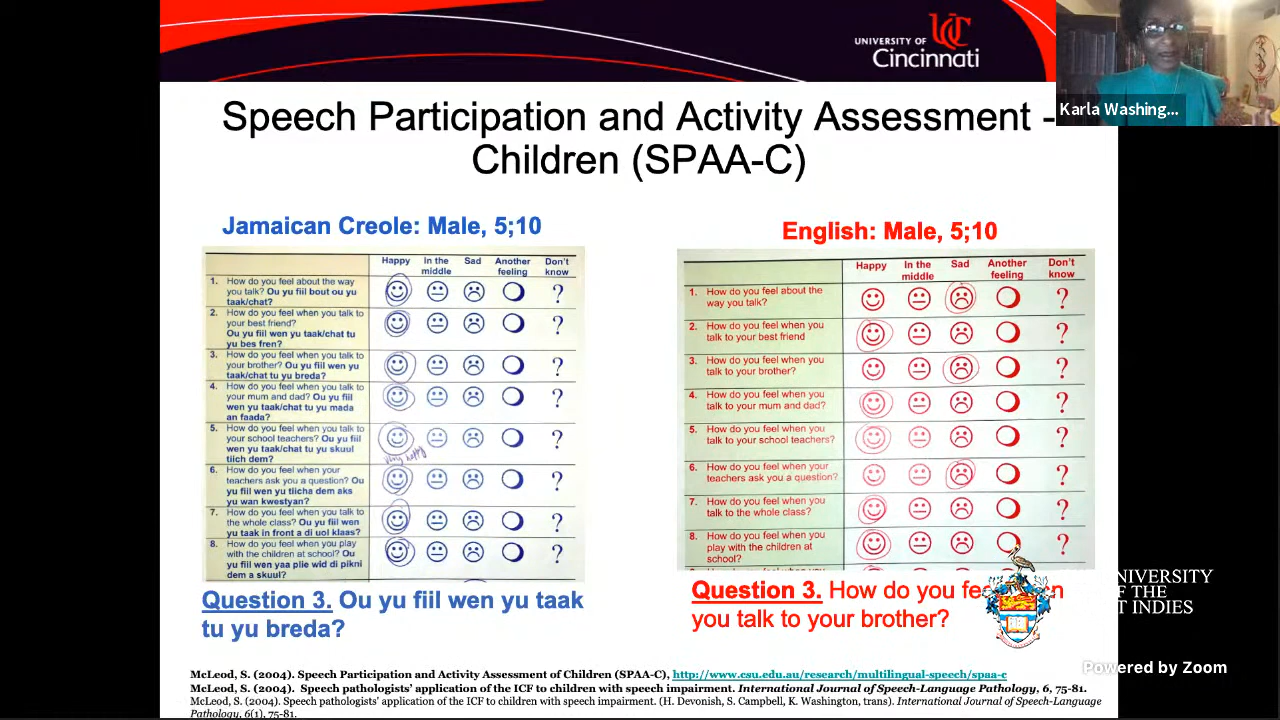 UNIVERSITY OF
Cincinnati
Karla Washing...
Speech Participation and Activity Assessment -
Children (SPAA-C)
Jamaican Creole: Male, 5;10
Happy In the middle Sad Another feeling Don't know
1. How do you feel about the way
you talk? Ou yu fiil bout ou yu
taak/chat?
2. How do you feel when you talk to
your best friend?
Ou yu fiil wen yu taak/chat tu
yu bes fren?
3. How do you feel when you talk to
your brother? Ou yu fiil wen yu
taak/chat tu yu breda?
4. How do you feel when you talk to
your mum and dad? Ou yu fiil
wen yu taak/chat tu yu mada
an faada?
5. How do you feel when you talk to
your school teachers? Ou yu fiil
wen yu taak/chat tu yu skuul
tiich dem?
very happy
6. How do you feel when your
teachers ask you a question? Ou
yu fiil wen yu tiicha dem aks
yu wan kwestyan?
7. How do you feel when you talk to
the whole class? Ou yu fiil wen
yu taak in front a di uol klaas?
8. How do you feel when you play
with the children at school? Ou
yu fiil wen yaa plie wid di pikni
dem a skuul?
Question 3. Ou yu fiil wen yu taak
tu yu breda?
English: Male, 5;10
Happy In the middle Sad Another feeling Don't know
1. How do you feel about the
way you talk?
2. How do you feel when you
talk to your best friend
3. How do you feel when you
talk to your brother?
4. How do you feel when you
talk to your mum and dad?
5. How do you feel when you
talk to your school teachers?
6. How do you feel when your
teachers ask you a question?
7. How do you feel when you
talk to the whole class?
8. How do you feel when you
play with the children at
school?
Question 3. How do you
you talk to your brother?
NIVERSITY
OF THE
T INDIES
Powered by Zoom
McLeod, S. (2004). Speech Participation and Activity Assessment of Children (SPAA-C), http://www.csu.edu.au/research/multilingual-speech/spaa-c
McLeod, S. (2004). Speech pathologists' application of the ICF to children with speech impairment. International Journal of Speech-Language Pathology, 6, 75-81.
McLeod, S. (2004). Speech pathologists' application of the ICF to children with speech impairment. (H. Devonish, S. Campbell, K. Washington, trans). International Journal of Speech-Language
Pathology, 6(1), 75-81.